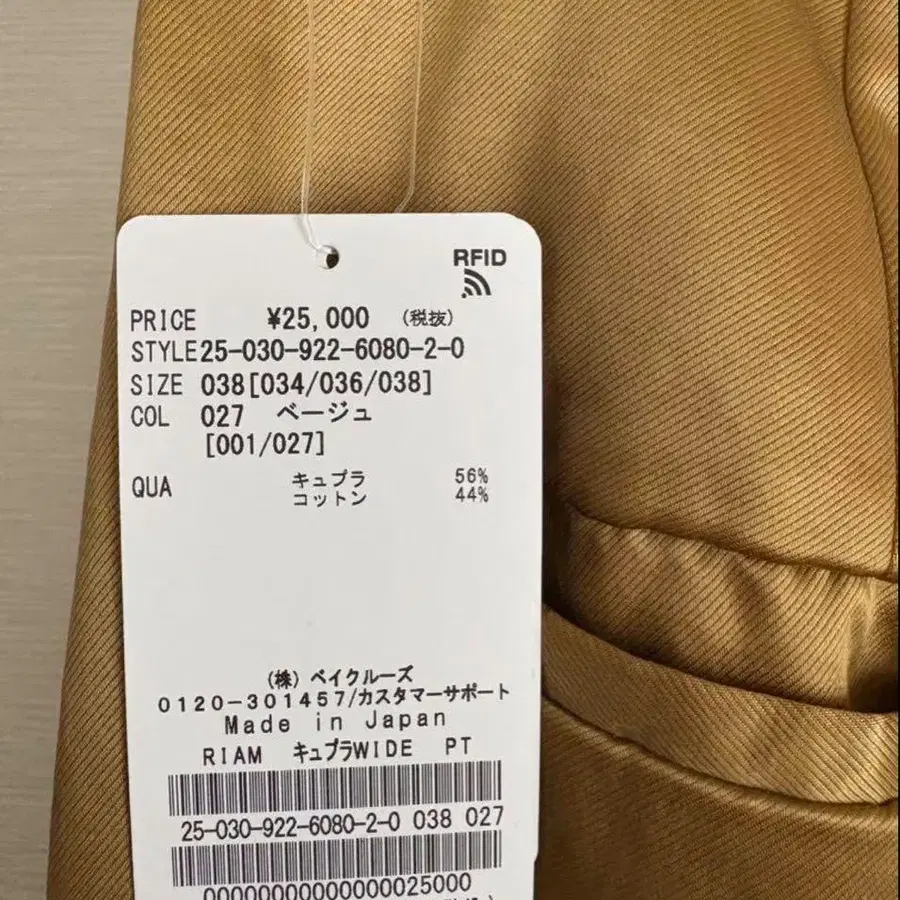 RFID
PRICE ¥25,000 (税抜)
STYLE 25-030-922-6080-2-0
SIZE 038[034/036/038]
COL 027 ベージュ
[001/027]
QUA キュプラ 56%
コットン 44%
(株) ベイクルーズ
0120-301457/カスタマーサポート
Made in Japan
RIAM キュプラWIDE PT
25-030-922-6080-2-0 038 027
0000000000000025000